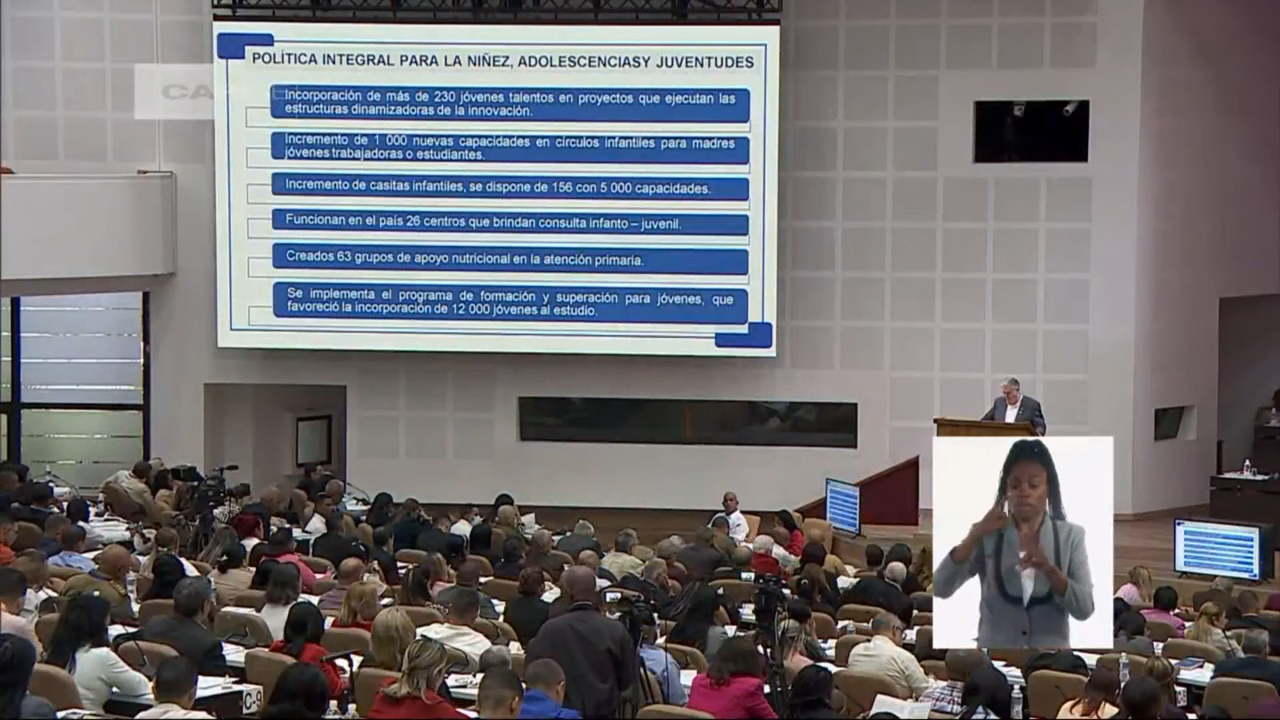 POLÍTICA INTEGRAL PARA LA NIÑEZ, ADOLESCENCIASY JUVENTUDES
Incorporación de más de 230 jóvenes talentos en proyectos que ejecutan las
estructuras dinamizadoras de la innovación.
Incremento de 1 000 nuevas capacidades en círculos infantiles para madres
jóvenes trabajadoras o estudiantes.
Incremento de casitas infantiles, se dispone de 156 con 5 000 capacidades.
Funcionan en el país 26 centros que brindan consulta infanto – juvenil.
Creados 63 grupos de apoyo nutricional en la atención primaria.
Se implementa el programa de formación y superación para jóvenes, que
favoreció la incorporación de 12 000 jóvenes al estudio.
C-9